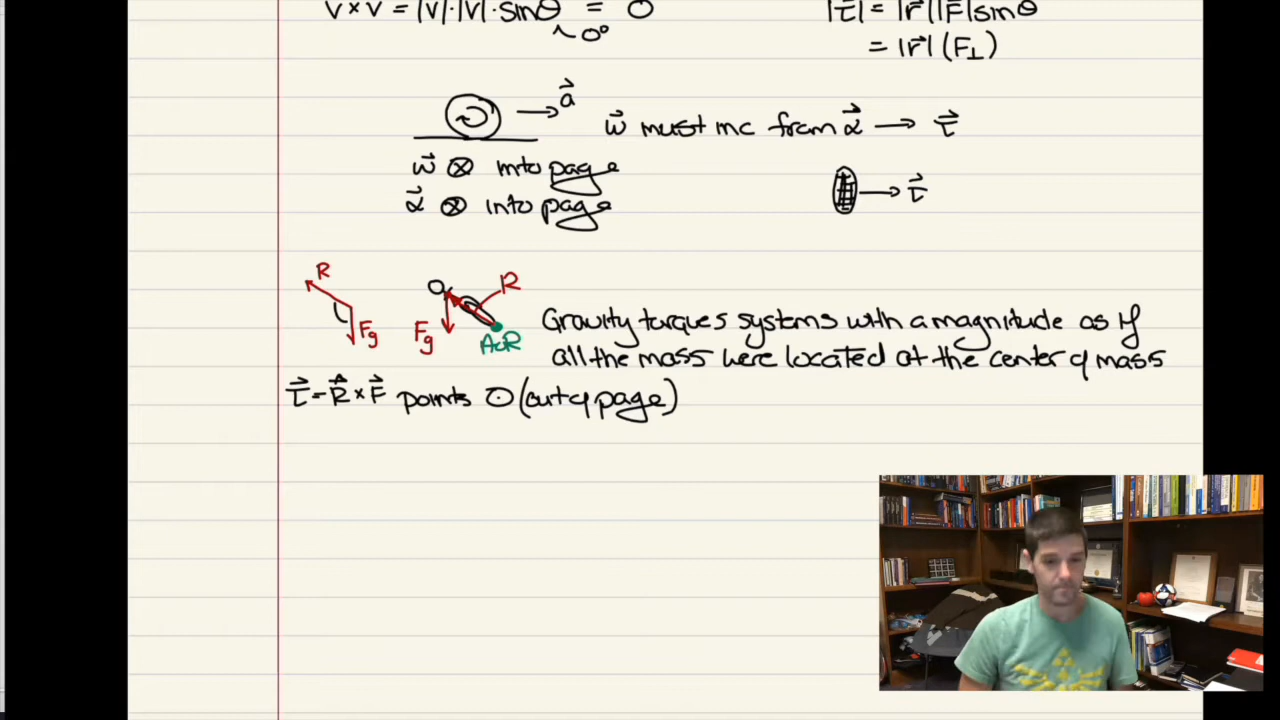 V × V = |V|·|V|·sinθ = 0
~0°
|τ⃗| = |r⃗||F⃗|sinθ
= |r⃗|(F⊥)
a⃗
w⃗ must inc from α⃗ → τ⃗
w⃗ ⊗ into page
α⃗ ⊗ into page
→ τ⃗
R
Fg
R
Fg
AoR
Gravity torques systems with a magnitude as if
all the mass were located at the center of mass
τ⃗ = R⃗ × F⃗ points ⊙ (out of page)